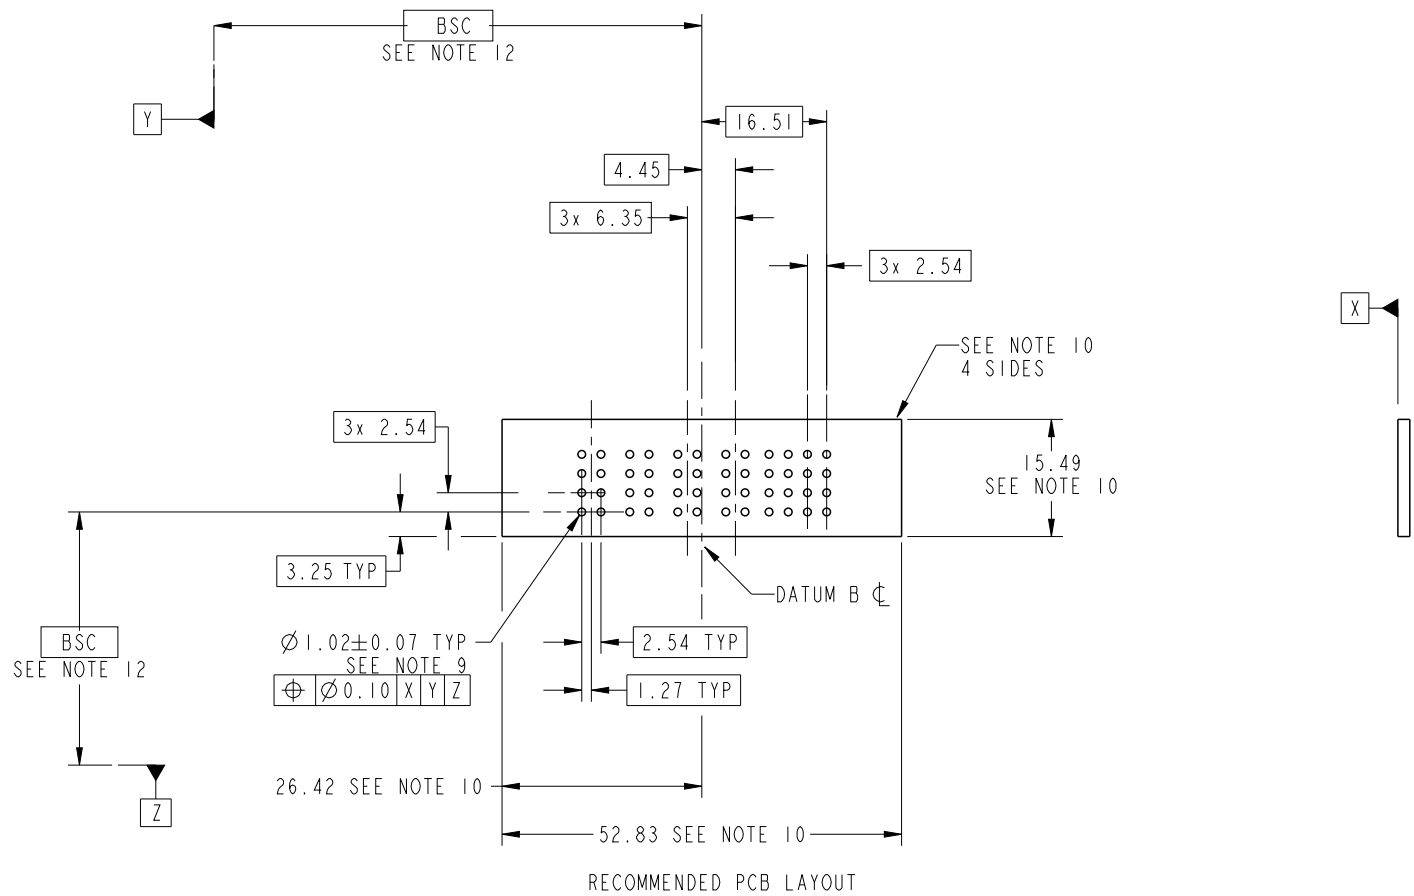 BSC
SEE NOTE 12
Y
16.51
4.45
3x 6.35
3x 2.54
X
SEE NOTE 10
4 SIDES
3x 2.54
15.49
SEE NOTE 10
3.25 TYP
DATUM B ℄
BSC
SEE NOTE 12
Ø1.02±0.07 TYP
SEE NOTE 9
⌖ Ø0.10 X Y Z
2.54 TYP
1.27 TYP
26.42 SEE NOTE 10
Z
52.83 SEE NOTE 10
RECOMMENDED PCB LAYOUT